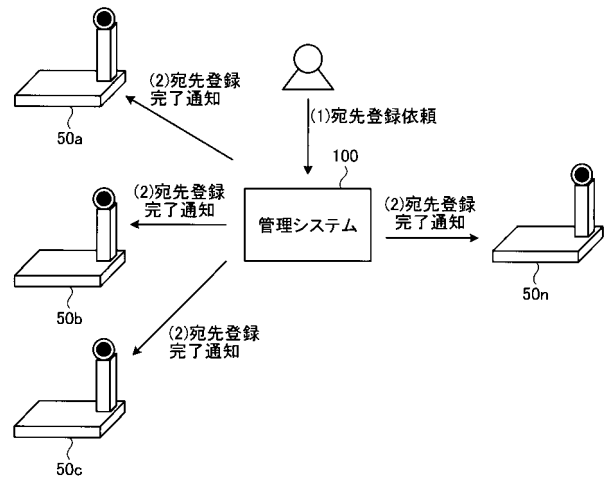 (2)宛先登録
完了通知
50a
(1)宛先登録依頼
100
管理システム
(2)宛先登録
完了通知
50b
(2)宛先登録
完了通知
50n
(2)宛先登録
完了通知
50c